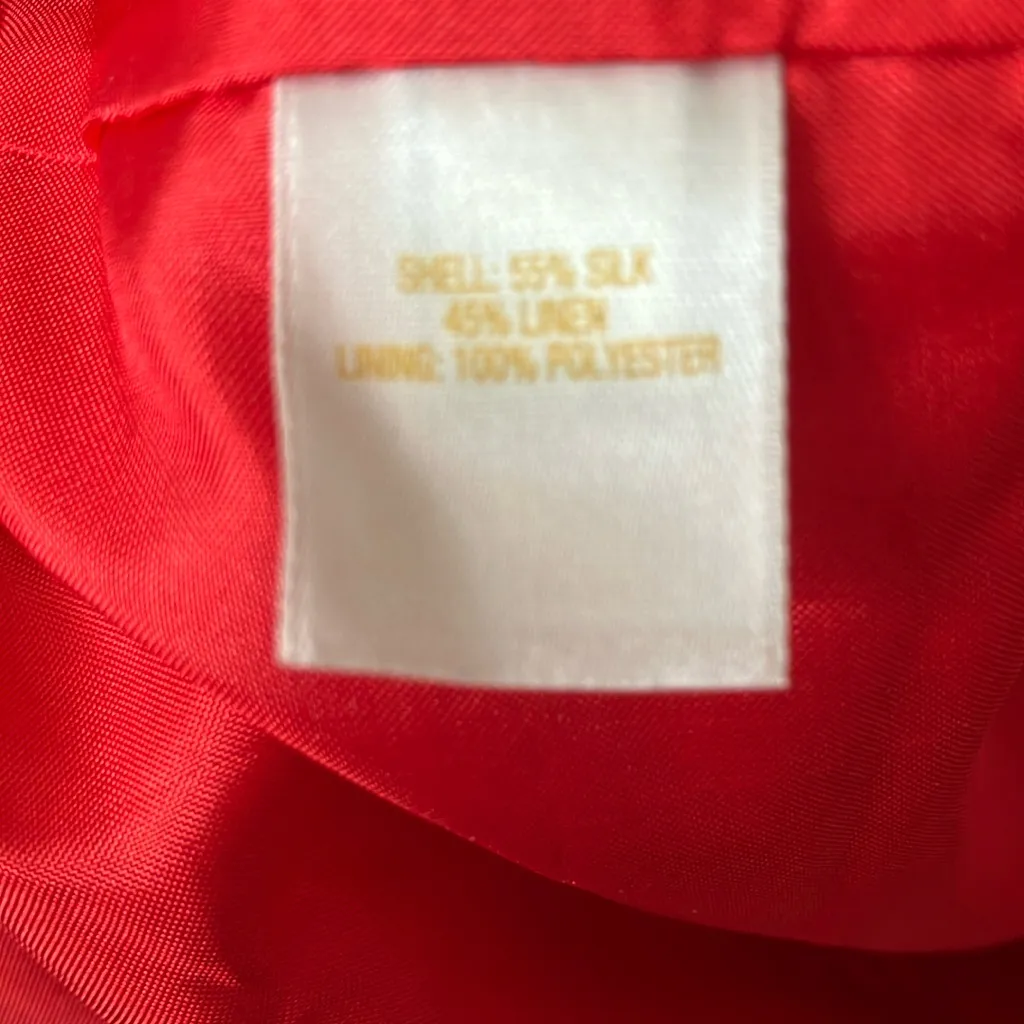 SHELL: 55% SILK
45% LINEN
LINING: 100% POLYESTER